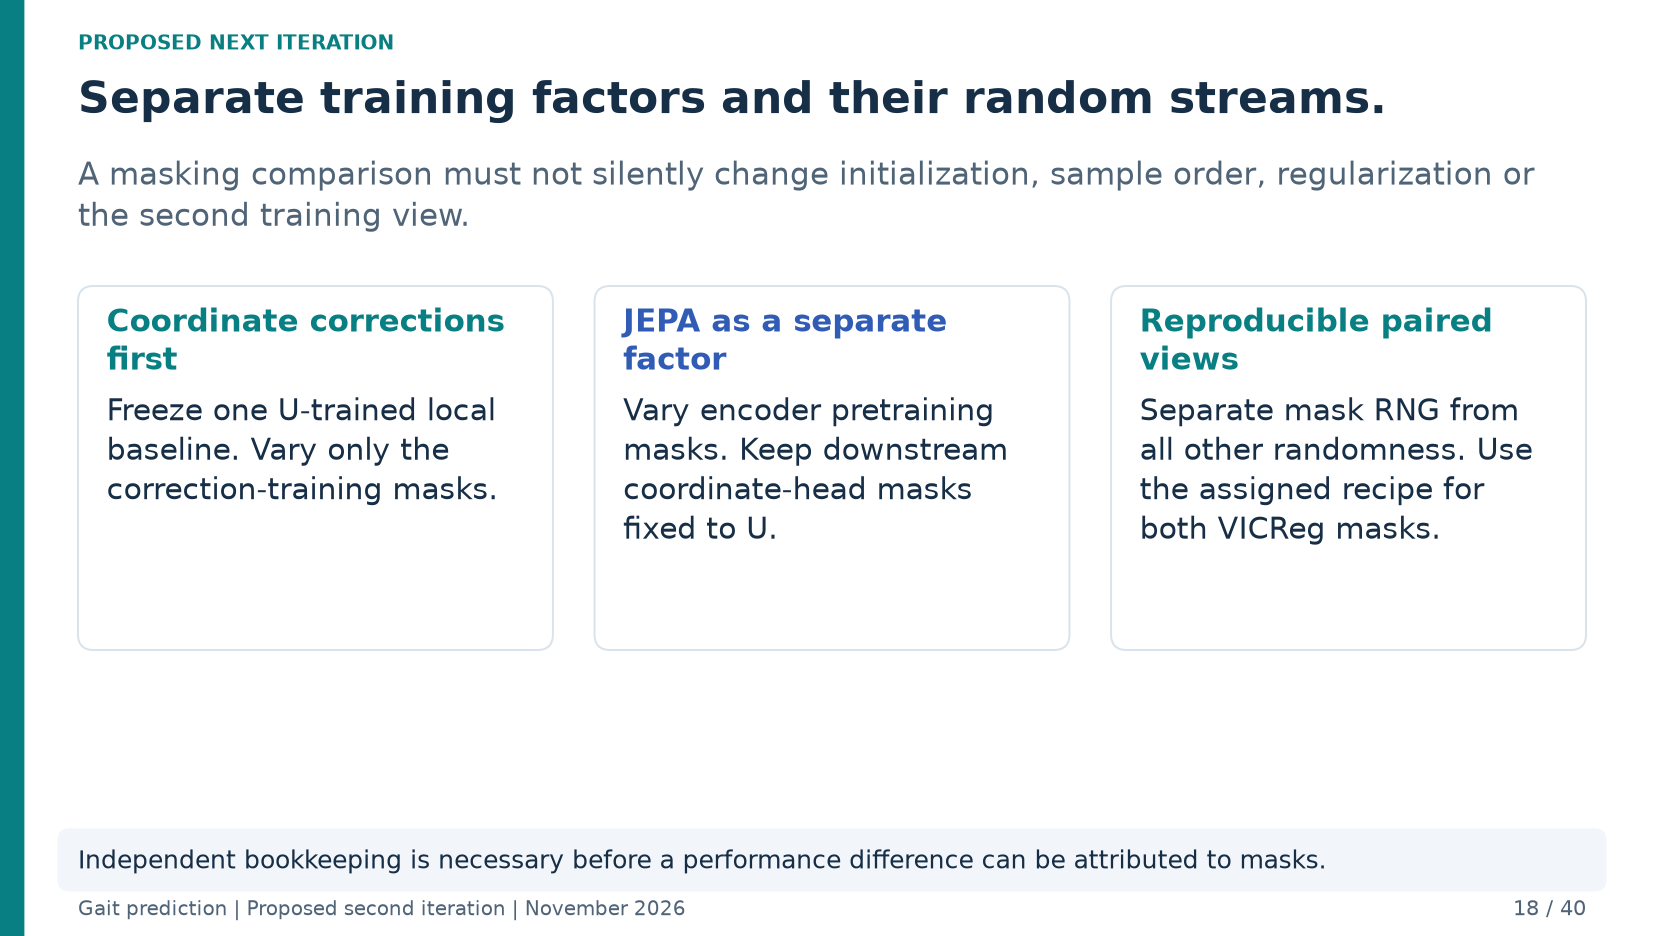 PROPOSED NEXT ITERATION
Separate training factors and their random streams.
A masking comparison must not silently change initialization, sample order, regularization or
the second training view.
Coordinate corrections
first
Freeze one U-trained local
baseline. Vary only the
correction-training masks.
JEPA as a separate
factor
Vary encoder pretraining
masks. Keep downstream
coordinate-head masks
fixed to U.
Reproducible paired
views
Separate mask RNG from
all other randomness. Use
the assigned recipe for
both VICReg masks.
Independent bookkeeping is necessary before a performance difference can be attributed to masks.
Gait prediction | Proposed second iteration | November 2026
18 / 40